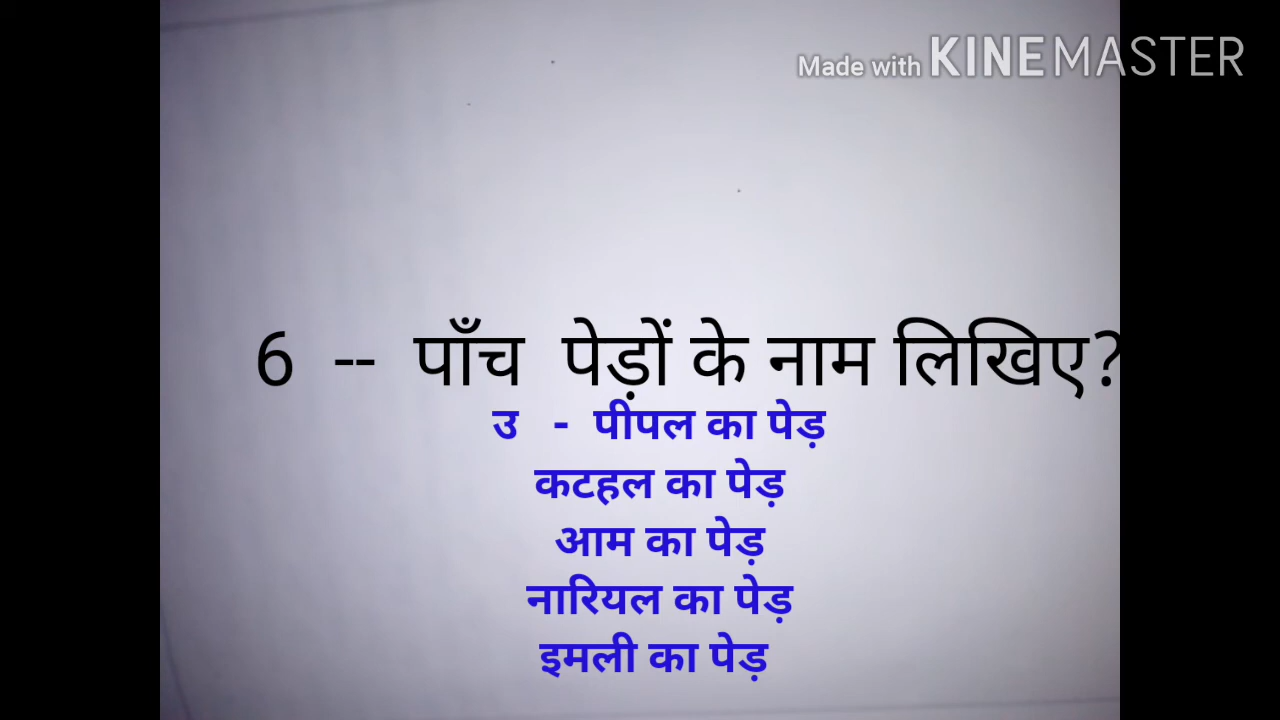 Made with KINEMASTER
6 -- पाँच पेड़ों के नाम लिखिए?
उ - पीपल का पेड़
कटहल का पेड़
आम का पेड़
नारियल का पेड़
इमली का पेड़